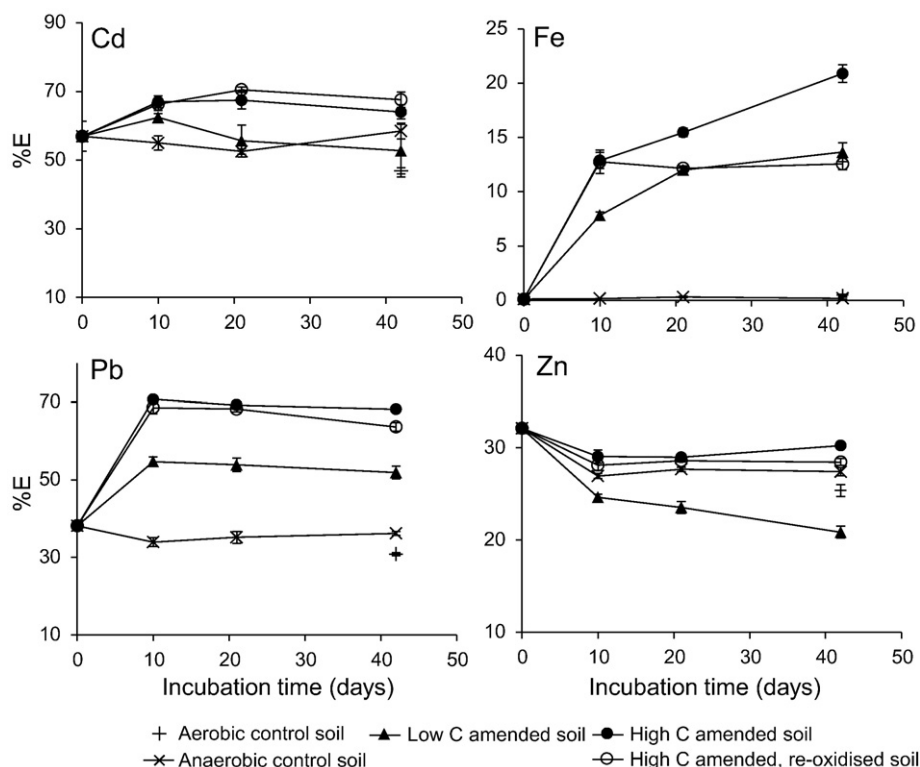 Cd
90
70
50
30
10
%E
0 10 20 30 40 50
Fe
25
20
15
10
5
0
0 10 20 30 40 50
Pb
70
50
30
10
%E
0 10 20 30 40 50
Incubation time (days)
Zn
40
30
20
10
0 10 20 30 40 50
Incubation time (days)
Aerobic control soil
Low C amended soil
High C amended soil
Anaerobic control soil
High C amended, re-oxidised soil